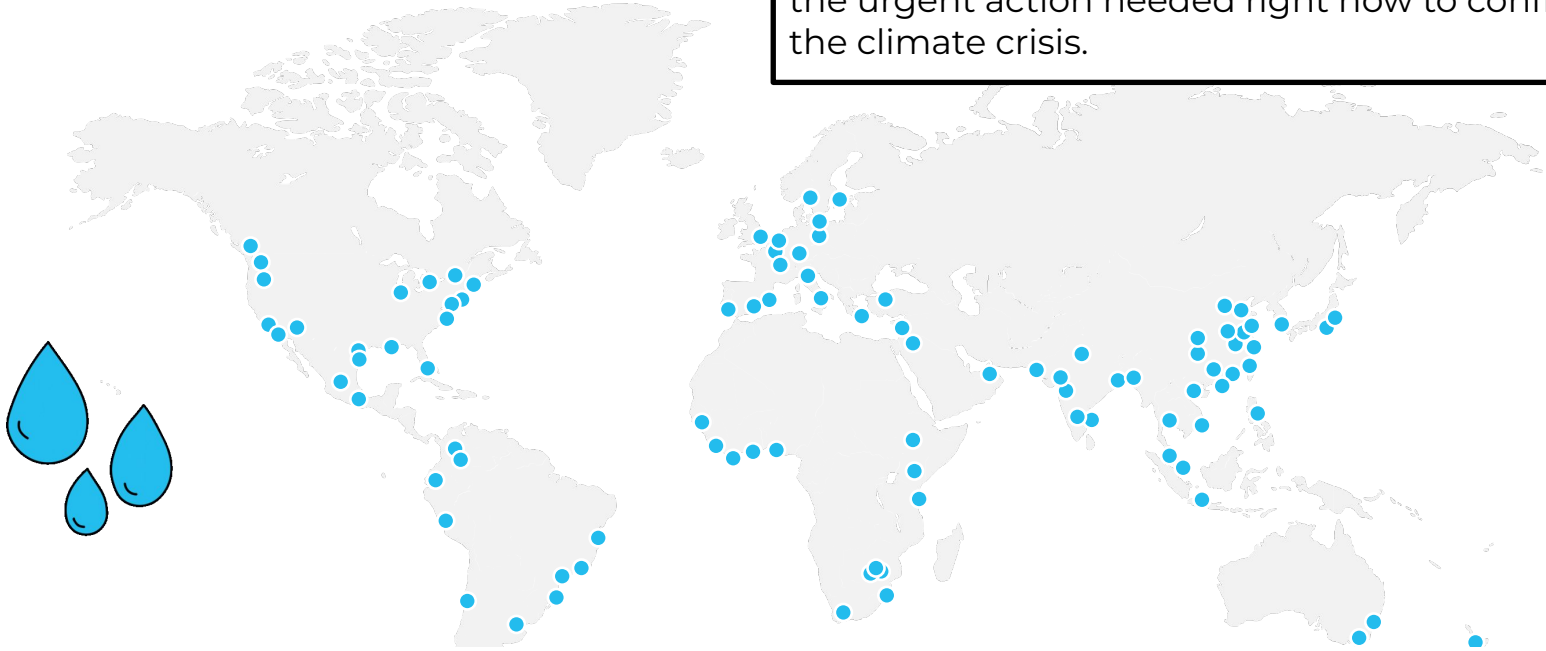 the urgent action needed right now to
the climate crisis.